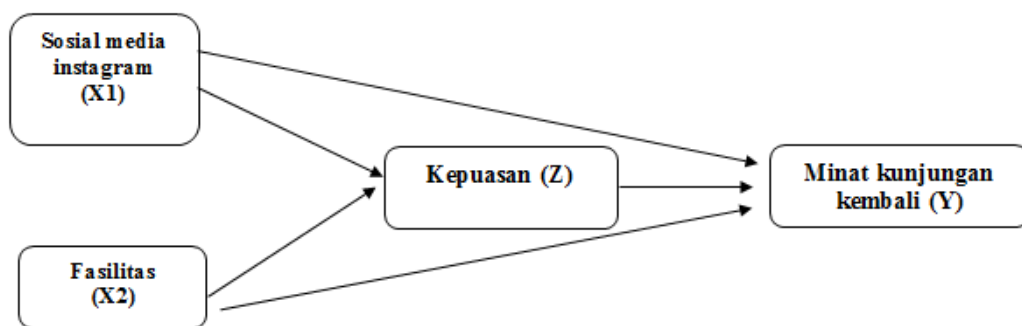 Sosial media
instagram
(X1)
Kepuasan (Z)
Minat kunjungan
kembali (Y)
Fasilitas
(X2)